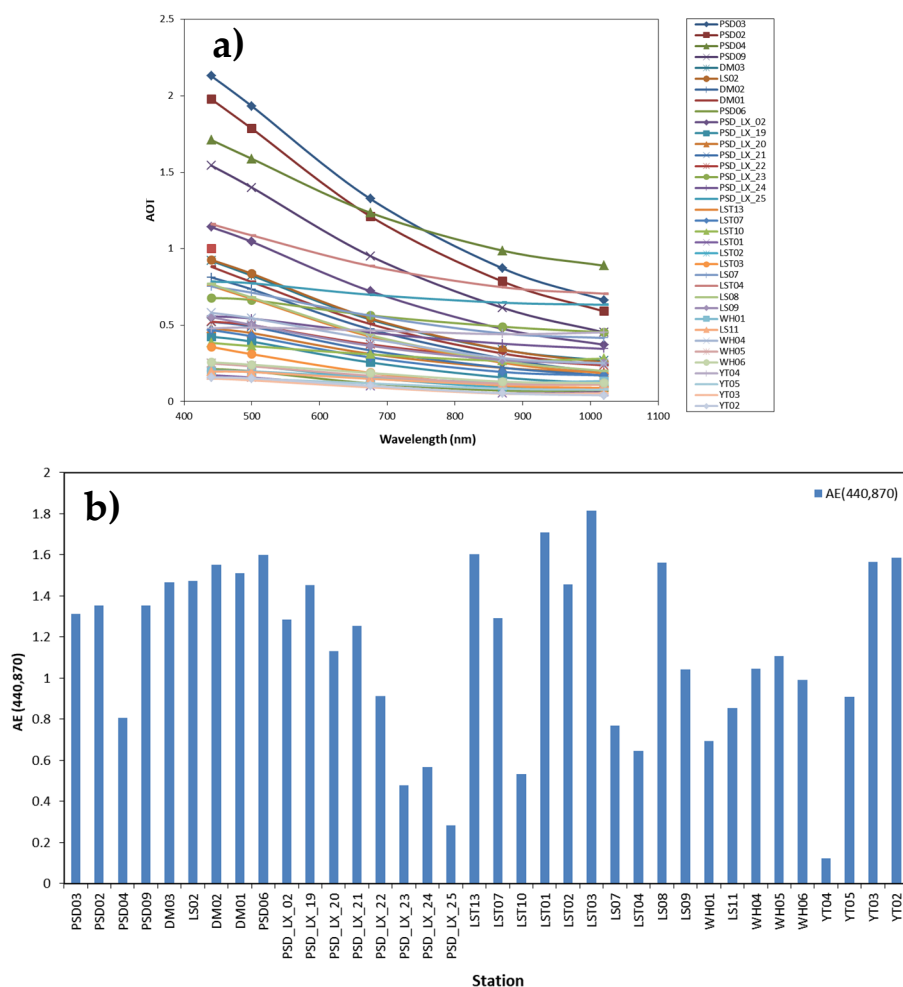 a)
2.5
2
1.5
1
0.5
0
AOT
400 500 600 700 800 900 1000 1100
Wavelength (nm)
PSD03
PSD02
PSD04
PSD09
DM03
LS02
DM02
DM01
PSD06
PSD_LX_02
PSD_LX_19
PSD_LX_20
PSD_LX_21
PSD_LX_22
PSD_LX_23
PSD_LX_24
PSD_LX_25
LST13
LST07
LST10
LST01
LST02
LST03
LS07
LST04
LS08
LS09
WH01
LS11
WH04
WH05
WH06
YT04
YT05
YT03
YT02
b)
AE(440,870)
2
1.8
1.6
1.4
1.2
1
0.8
0.6
0.4
0.2
0
AE (440,870)
PSD03
PSD02
PSD04
PSD09
DM03
LS02
DM02
DM01
PSD06
PSD_LX_02
PSD_LX_19
PSD_LX_20
PSD_LX_21
PSD_LX_22
PSD_LX_23
PSD_LX_24
PSD_LX_25
LST13
LST07
LST10
LST01
LST02
LST03
LS07
LST04
LS08
LS09
WH01
LS11
WH04
WH05
WH06
YT04
YT05
YT03
YT02
Station